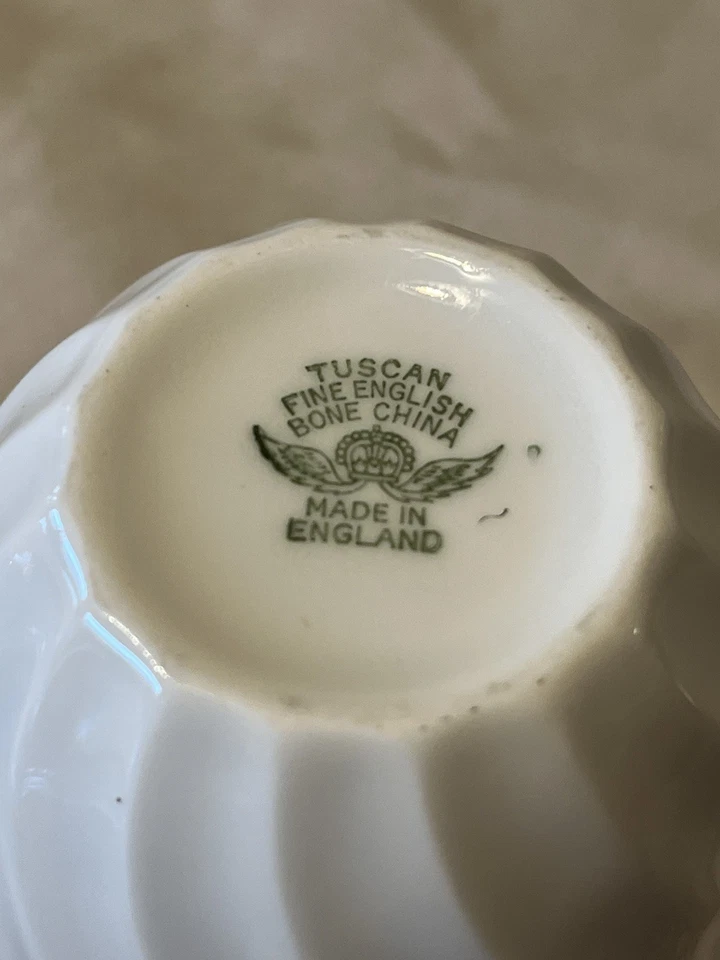 TUSCAN
FINE ENGLISH
BONE CHINA
MADE IN
ENGLAND